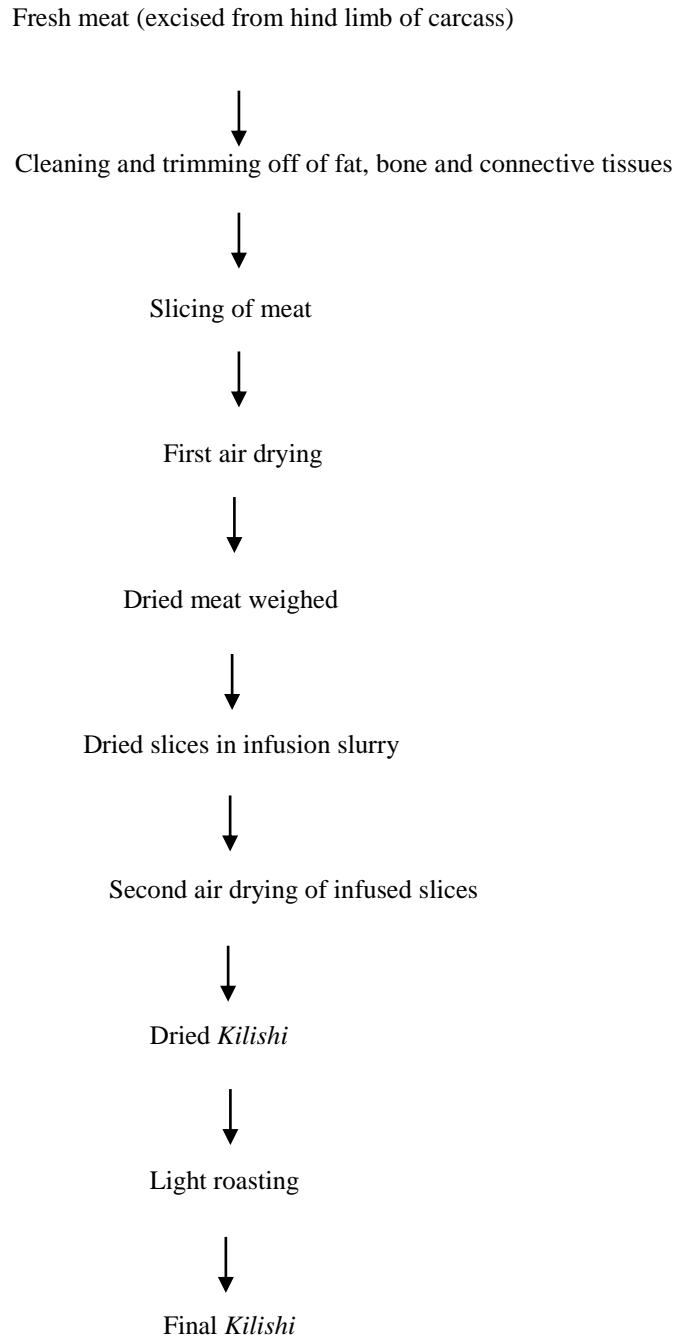 Fresh meat (excised from hind limb of carcass)
Cleaning and trimming off of fat, bone and connective tissues
Slicing of meat
First air drying
Dried meat weighed
Dried slices in infusion slurry
Second air drying of infused slices
Dried Kilishi
Light roasting
Final Kilishi